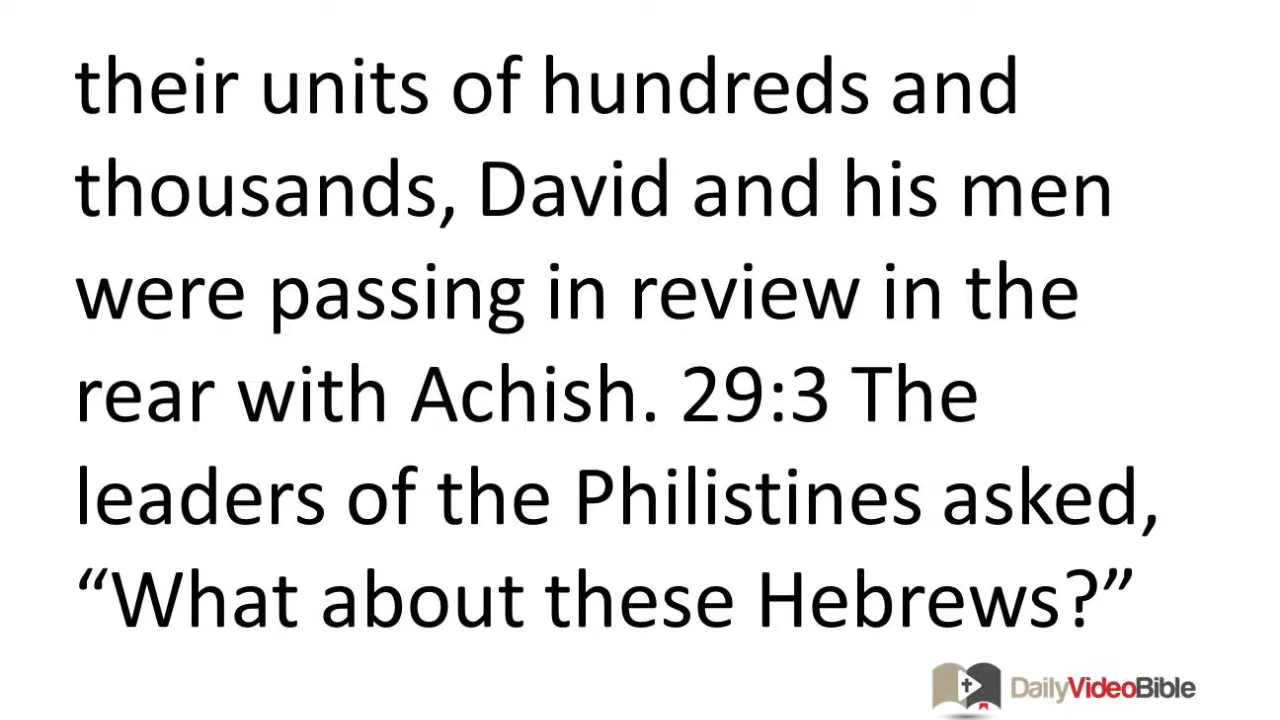 their units of hundreds and
thousands, David and his men
were passing in review in the
rear with Achish. 29:3 The
leaders of the Philistines asked,
“What about these Hebrews?”
DailyVideoBible